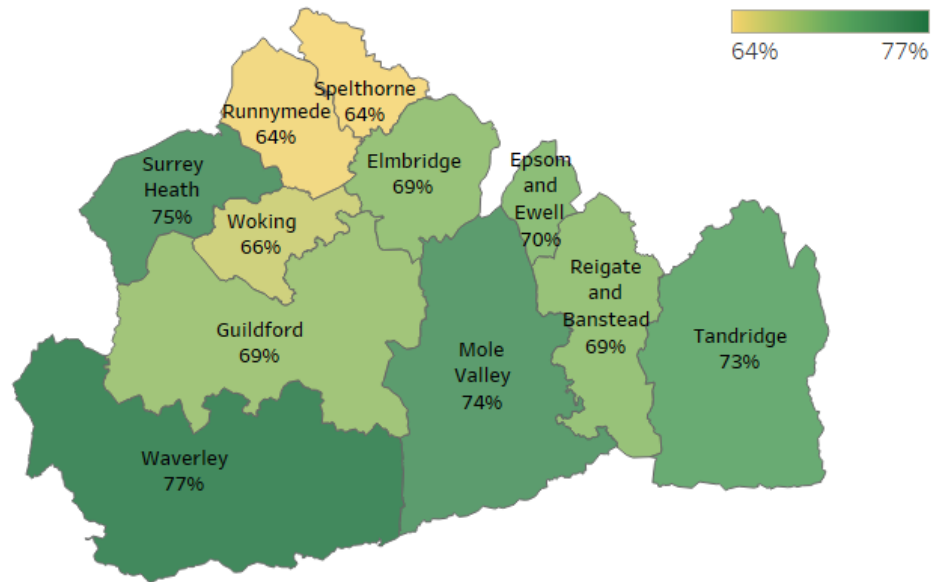 64%
77%
Spelthorne
64%
Runnymede
64%
Surrey
Heath
75%
Elmbridge
69%
Epsom
and
Ewell
70%
Woking
66%
Reigate
and
Banstead
69%
Guildford
69%
Mole
Valley
74%
Tandridge
73%
Waverley
77%